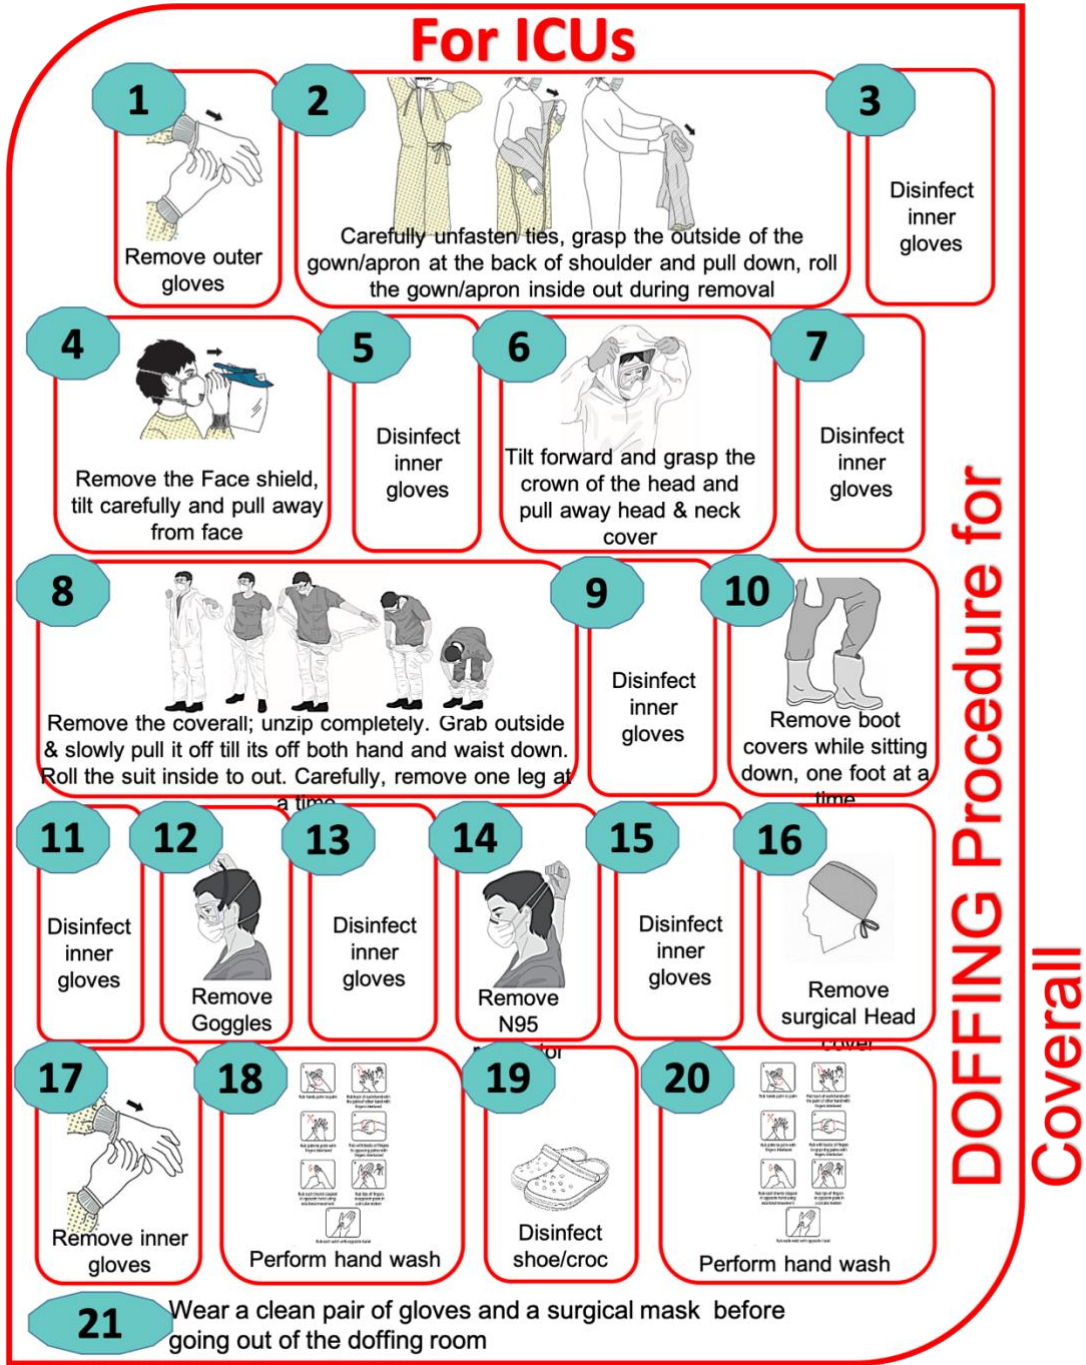 For ICUs
1
Remove outer
gloves
2
Carefully unfasten ties, grasp the outside of the
gown/apron at the back of shoulder and pull down, roll
the gown/apron inside out during removal
3
Disinfect
inner
gloves
4
Remove the Face shield,
tilt carefully and pull away
from face
5
Disinfect
inner
gloves
6
Tilt forward and grasp the
crown of the head and
pull away head & neck
cover
7
Disinfect
inner
gloves
8
Remove the coverall; unzip completely. Grab outside
& slowly pull it off till its off both hand and waist down.
Roll the suit inside to out. Carefully, remove one leg at
a time
9
Disinfect
inner
gloves
10
Remove boot
covers while sitting
down, one foot at a
time
11
Disinfect
inner
gloves
12
Remove
Goggles
13
Disinfect
inner
gloves
14
Remove
N95
15
Disinfect
inner
gloves
16
Remove
surgical Head
cover
17
Remove inner
gloves
18
Perform hand wash
19
Disinfect
shoe/croc
20
Perform hand wash
21
Wear a clean pair of gloves and a surgical mask before
going out of the doffing room
DOFFING Procedure for
Coverall